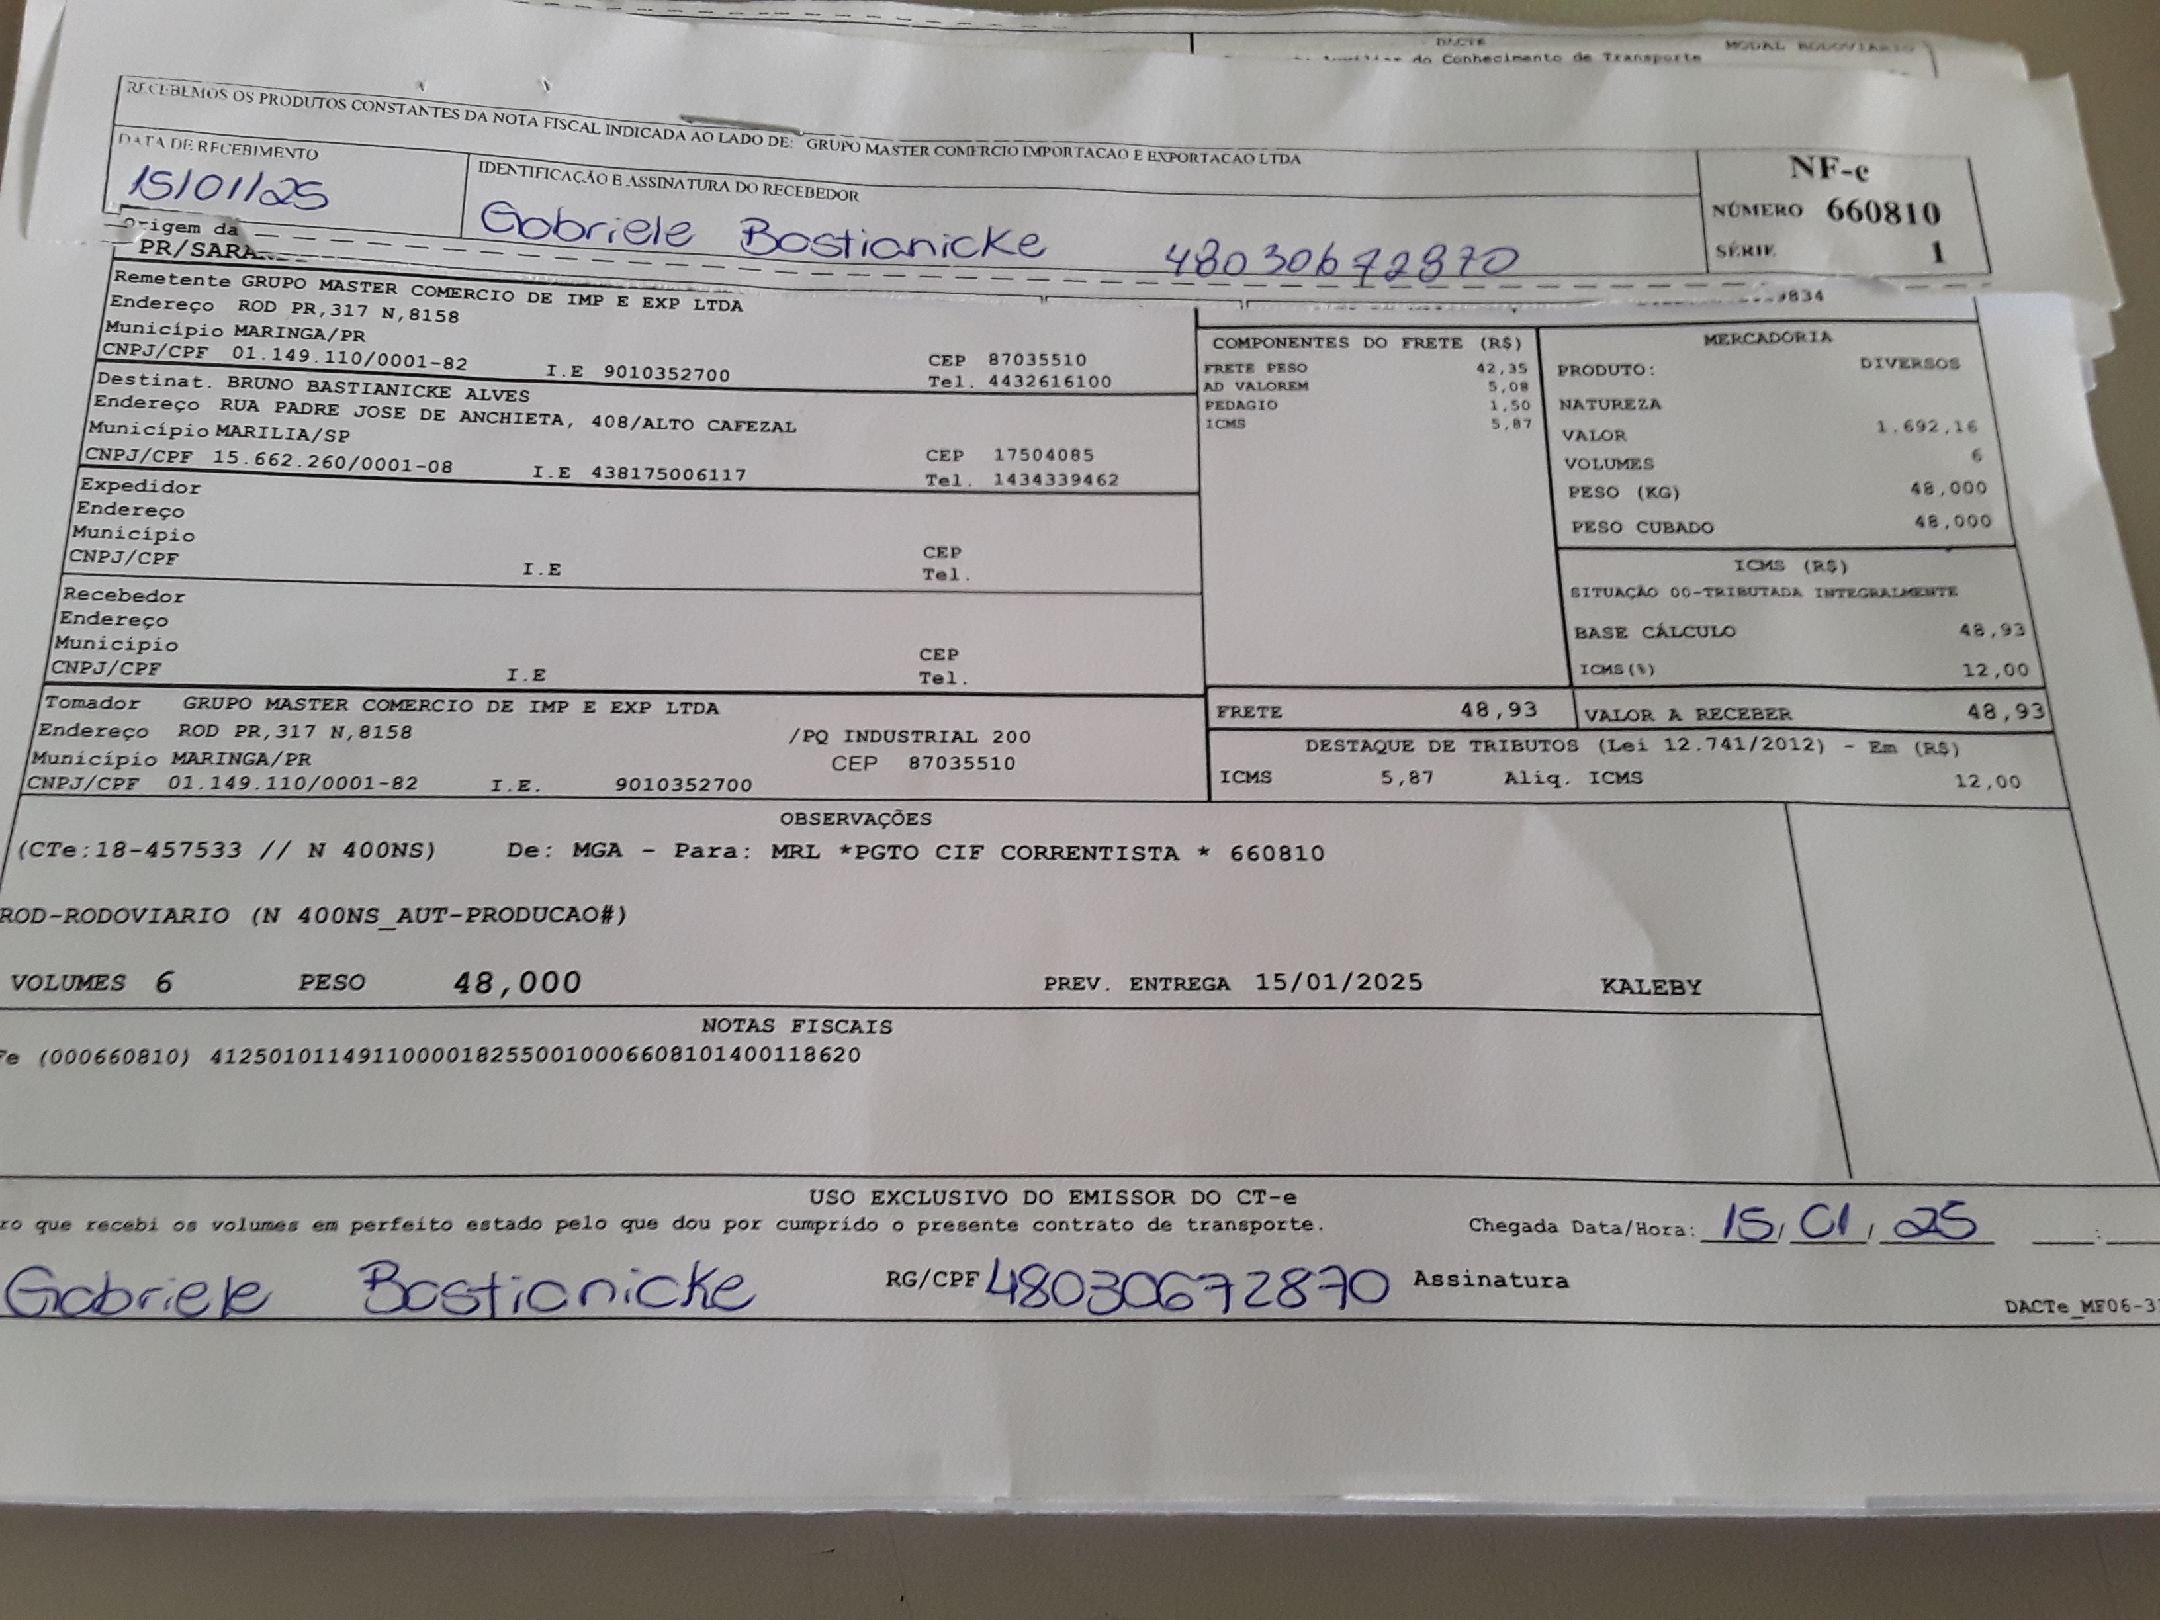 DACTE
MODAL RODOVIARIO
do Conhecimento de Transporte
RECEBEMOS OS PRODUTOS CONSTANTES DA NOTA FISCAL INDICADA AO LADO DE: GRUPO MASTER COMERCIO IMPORTACAO E EXPORTACAO LTDA
DATA DE RECEBIMENTO
15/01/25
IDENTIFICAÇÃO E ASSINATURA DO RECEBEDOR
Gabriele Bastianicke 48030672870
NF-e
NÚMERO 660810
SÉRIE 1
Origem da
PR/SARA
9834
Remetente GRUPO MASTER COMERCIO DE IMP E EXP LTDA
Endereço ROD PR,317 N,8158
Município MARINGA/PR
CNPJ/CPF 01.149.110/0001-82 I.E 9010352700
CEP 87035510
Tel. 4432616100
Destinat. BRUNO BASTIANICKE ALVES
Endereço RUA PADRE JOSE DE ANCHIETA, 408/ALTO CAFEZAL
Município MARILIA/SP
CNPJ/CPF 15.662.260/0001-08 I.E 438175006117
CEP 17504085
Tel. 1434339462
Expedidor
Endereço
Município
CNPJ/CPF I.E
CEP
Tel.
Recebedor
Endereço
Município
CNPJ/CPF I.E
CEP
Tel.
Tomador GRUPO MASTER COMERCIO DE IMP E EXP LTDA
Endereço ROD PR,317 N,8158 /PQ INDUSTRIAL 200
Município MARINGA/PR CEP 87035510
CNPJ/CPF 01.149.110/0001-82 I.E. 9010352700
COMPONENTES DO FRETE (R$)
FRETE PESO 42,35
AD VALOREM 5,08
PEDAGIO 1,50
ICMS 5,87
MERCADORIA
PRODUTO: DIVERSOS
NATUREZA
VALOR 1.692,16
VOLUMES 6
PESO (KG) 48,000
PESO CUBADO 48,000
ICMS (R$)
SITUAÇÃO 00-TRIBUTADA INTEGRALMENTE
BASE CÁLCULO 48,93
ICMS(%) 12,00
FRETE 48,93 VALOR A RECEBER 48,93
DESTAQUE DE TRIBUTOS (Lei 12.741/2012) - Em (R$)
ICMS 5,87 Aliq. ICMS 12,00
OBSERVAÇÕES
(CTe:18-457533 // N 400NS) De: MGA - Para: MRL *PGTO CIF CORRENTISTA * 660810
ROD-RODOVIARIO (N 400NS_AUT-PRODUCAO#)
VOLUMES 6 PESO 48,000 PREV. ENTREGA 15/01/2025 KALEBY
NOTAS FISCAIS
Fe (000660810) 41250101149110000182550010006608101400118620
USO EXCLUSIVO DO EMISSOR DO CT-e
ro que recebi os volumes em perfeito estado pelo que dou por cumprido o presente contrato de transporte. Chegada Data/Hora: 15/01/25 __:__
Gabriele Bastianicke RG/CPF 48030672870 Assinatura
DACTe_MF06-3